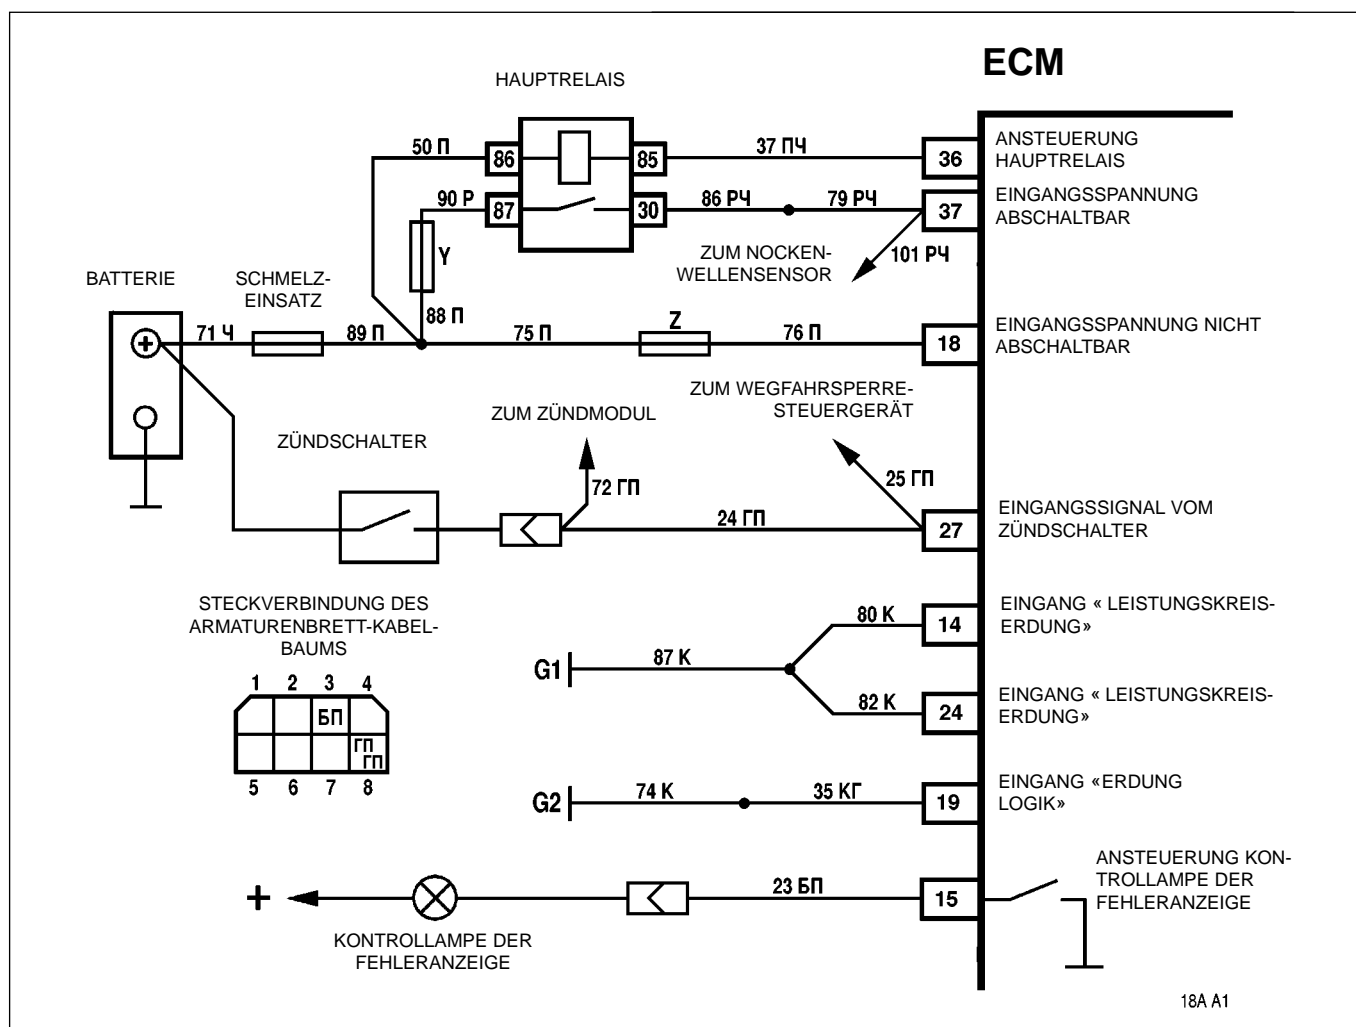 ECM
HAUPTRELAIS
50 П
86
85
37 ПЧ
36
ANSTEUERUNG
HAUPTRELAIS
90 Р
87
30
86 РЧ
79 РЧ
37
EINGANGSSPANNUNG
ABSCHALTBAR
Y
ZUM NOCKEN-
WELLENSENSOR
101 РЧ
BATTERIE
SCHMELZ-
EINSATZ
88 П
71 Ч
89 П
75 П
Z
76 П
18
EINGANGSSPANNUNG NICHT
ABSCHALTBAR
+
ZUM WEGFAHRSPERRE-
STEUERGERÄT
ZUM ZÜNDMODUL
ZÜNDSCHALTER
72 ГП
25 ГП
24 ГП
27
EINGANGSSIGNAL VOM
ZÜNDSCHALTER
STECKVERBINDUNG DES
ARMATURENBRETT-KABEL-
BAUMS
1 2 3 4
БП
ГП
ГП
5 6 7 8
80 К
14
EINGANG « LEISTUNGSKREIS-
ERDUNG»
G1
87 К
82 К
24
EINGANG « LEISTUNGSKREIS-
ERDUNG»
G2
74 К
35 КГ
19
EINGANG «ERDUNG
LOGIK»
+
23 БП
15
ANSTEUERUNG KON-
TROLLAMPE DER
FEHLERANZEIGE
KONTROLLAMPE DER
FEHLERANZEIGE
18A A1